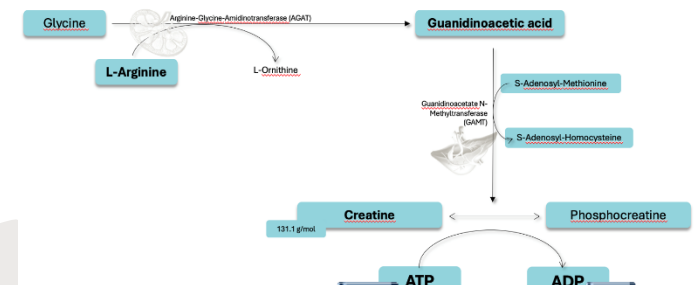 Glycine
Arginine-Glycine-Amidinotransferase (AGAT)
Guanidinoacetic acid
L-Arginine
L-Ornithine
S-Adenosyl-Methionine
Guanidinoacetate N-
Methyltransferase
(GAMT)
S-Adenosyl-Homocysteine
Creatine
Phosphocreatine
131.1 g/mol
ATP
ADP